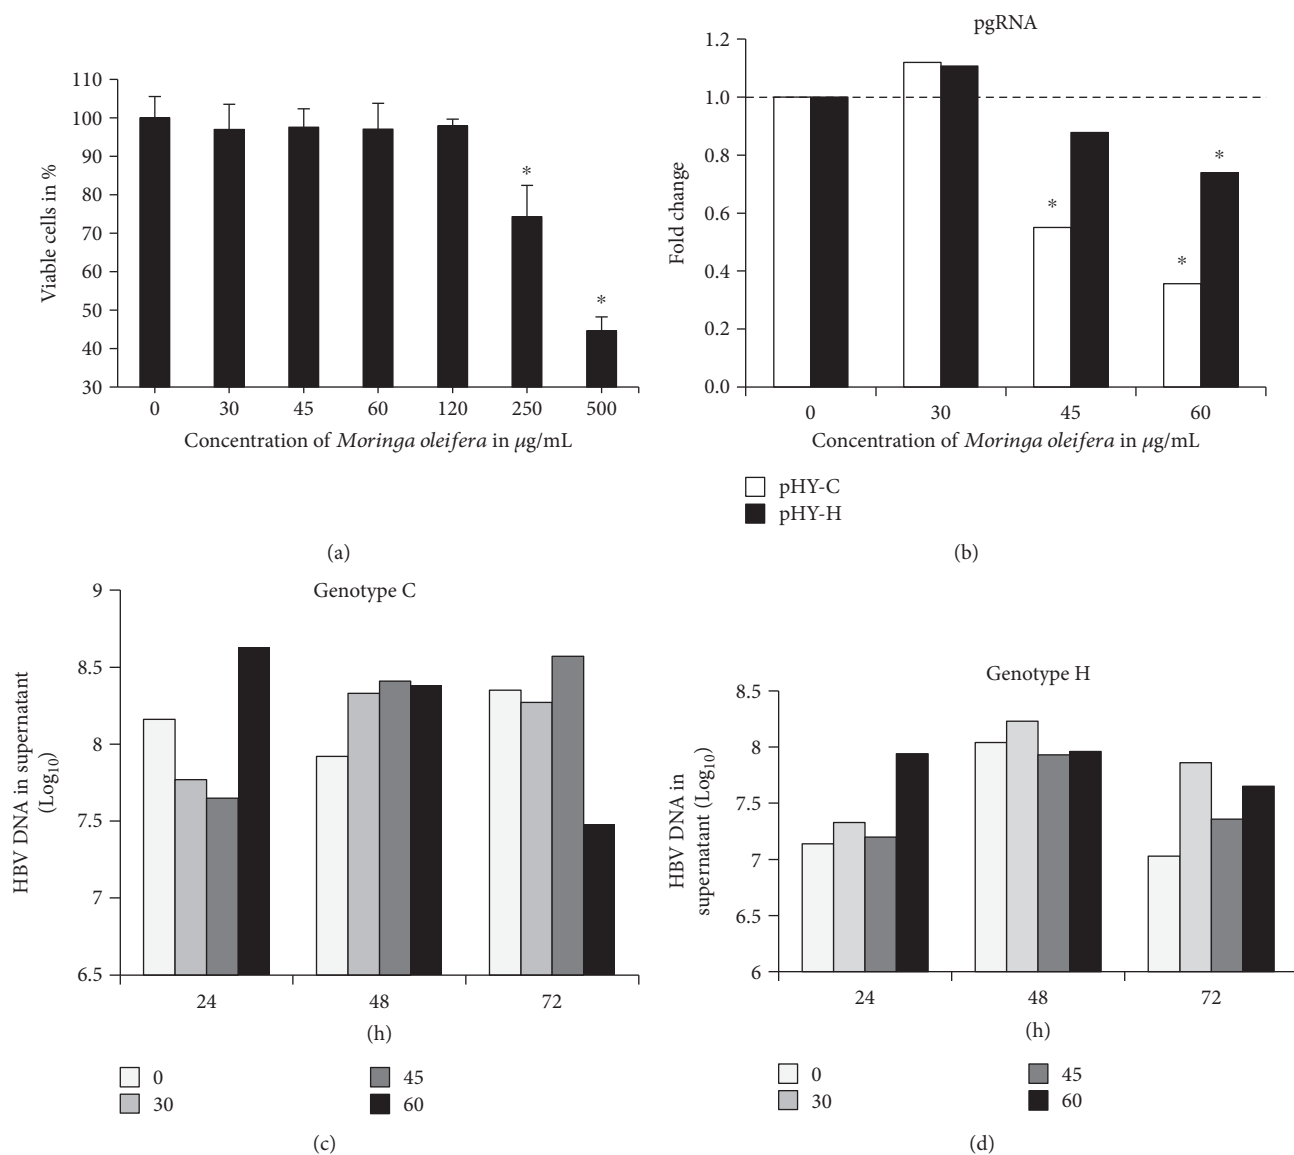 110
100
90
80
70
60
50
40
30
Viable cells in %
*
*
0 30 45 60 120 250 500
Concentration of Moringa oleifera in μg/mL
(a)
pgRNA
1.2
1.0
0.8
0.6
0.4
0.2
0.0
Fold change
*
*
*
0 30 45 60
Concentration of Moringa oleifera in μg/mL
pHY-C
pHY-H
(b)
Genotype C
9
8.5
8
7.5
7
6.5
HBV DNA in supernatant
(Log10)
24 48 72
(h)
0 45
30 60
(c)
Genotype H
8.5
8
7.5
7
6.5
6
HBV DNA in
supernatant (Log10)
24 48 72
(h)
0 45
30 60
(d)